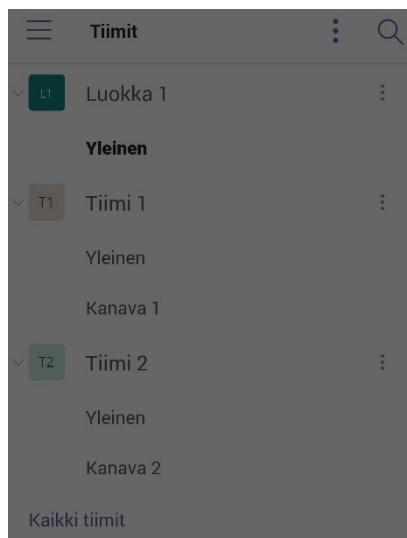 Tiimit
L1 Luokka 1
Yleinen
T1 Tiimi 1
Yleinen
Kanava 1
T2 Tiimi 2
Yleinen
Kanava 2
Kaikki tiimit